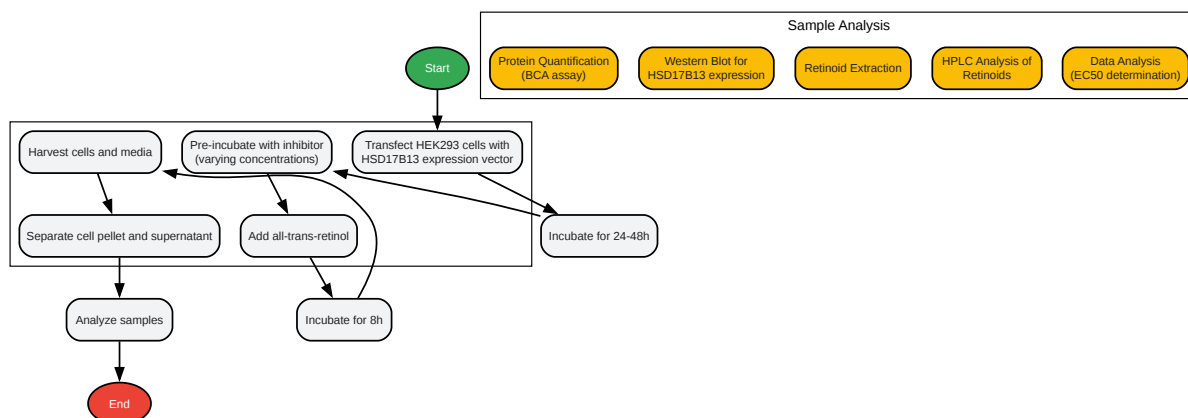 Sample Analysis
Start
Protein Quantification
(BCA assay)
Western Blot for
HSD17B13 expression
Retinoid Extraction
HPLC Analysis of
Retinoids
Data Analysis
(EC50 determination)
Harvest cells and media
Pre-incubate with inhibitor
(varying concentrations)
Transfect HEK293 cells with
HSD17B13 expression vector
Separate cell pellet and supernatant
Add all-trans-retinol
Incubate for 24-48h
Analyze samples
Incubate for 8h
End